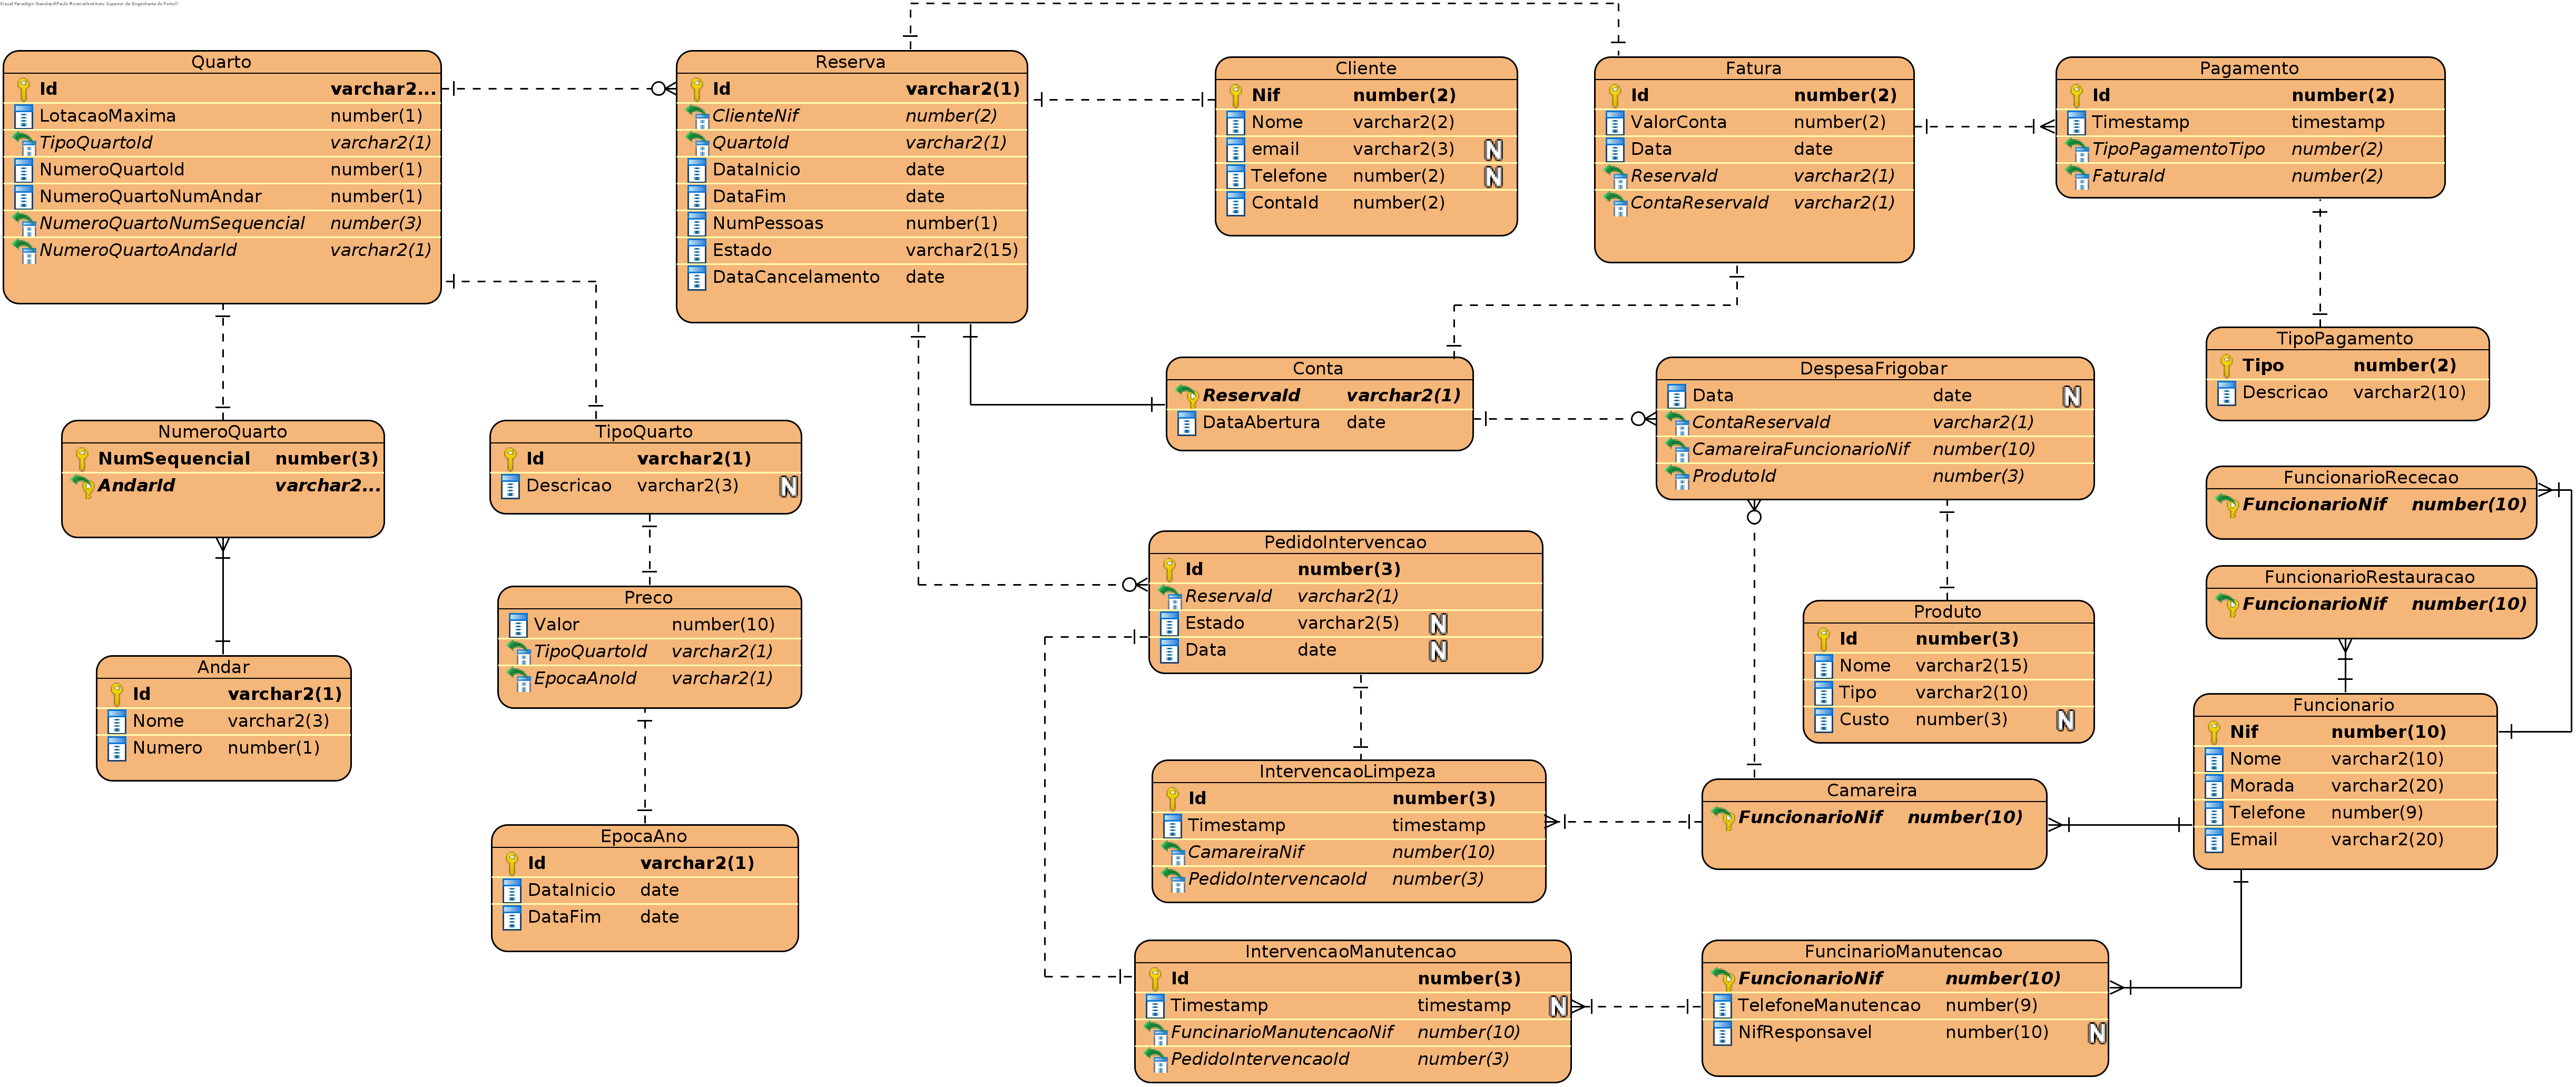 Visual Paradigm Standard(Paulo Moreira(Instituto Superior de Engenharia do Porto))
Quarto
Id varchar2...
LotacaoMaxima number(1)
TipoQuartoId varchar2(1)
NumeroQuartoId number(1)
NumeroQuartoNumAndar number(1)
NumeroQuartoNumSequencial number(3)
NumeroQuartoAndarId varchar2(1)
Reserva
Id varchar2(1)
ClienteNif number(2)
QuartoId varchar2(1)
DataInicio date
DataFim date
NumPessoas number(1)
Estado varchar2(15)
DataCancelamento date
Cliente
Nif number(2)
Nome varchar2(2)
email varchar2(3) N
Telefone number(2) N
ContaId number(2)
Fatura
Id number(2)
ValorConta number(2)
Data date
ReservaId varchar2(1)
ContaReservaId varchar2(1)
Pagamento
Id number(2)
Timestamp timestamp
TipoPagamentoTipo number(2)
FaturaId number(2)
TipoPagamento
Tipo number(2)
Descricao varchar2(10)
Conta
ReservaId varchar2(1)
DataAbertura date
DespesaFrigobar
Data date N
ContaReservaId varchar2(1)
CamareiraFuncionarioNif number(10)
ProdutoId number(3)
NumeroQuarto
NumSequencial number(3)
AndarId varchar2...
TipoQuarto
Id varchar2(1)
Descricao varchar2(3) N
FuncionarioRececao
FuncionarioNif number(10)
PedidoIntervencao
Id number(3)
ReservaId varchar2(1)
Estado varchar2(5) N
Data date N
FuncionarioRestauracao
FuncionarioNif number(10)
Preco
Valor number(10)
TipoQuartoId varchar2(1)
EpocaAnoId varchar2(1)
Produto
Id number(3)
Nome varchar2(15)
Tipo varchar2(10)
Custo number(3) N
Andar
Id varchar2(1)
Nome varchar2(3)
Numero number(1)
Funcionario
Nif number(10)
Nome varchar2(10)
Morada varchar2(20)
Telefone number(9)
Email varchar2(20)
IntervencaoLimpeza
Id number(3)
Timestamp timestamp
CamareiraNif number(10)
PedidoIntervencaoId number(3)
Camareira
FuncionarioNif number(10)
EpocaAno
Id varchar2(1)
DataInicio date
DataFim date
IntervencaoManutencao
Id number(3)
Timestamp timestamp N
FuncinarioManutencaoNif number(10)
PedidoIntervencaoId number(3)
FuncinarioManutencao
FuncionarioNif number(10)
TelefoneManutencao number(9)
NifResponsavel number(10) N